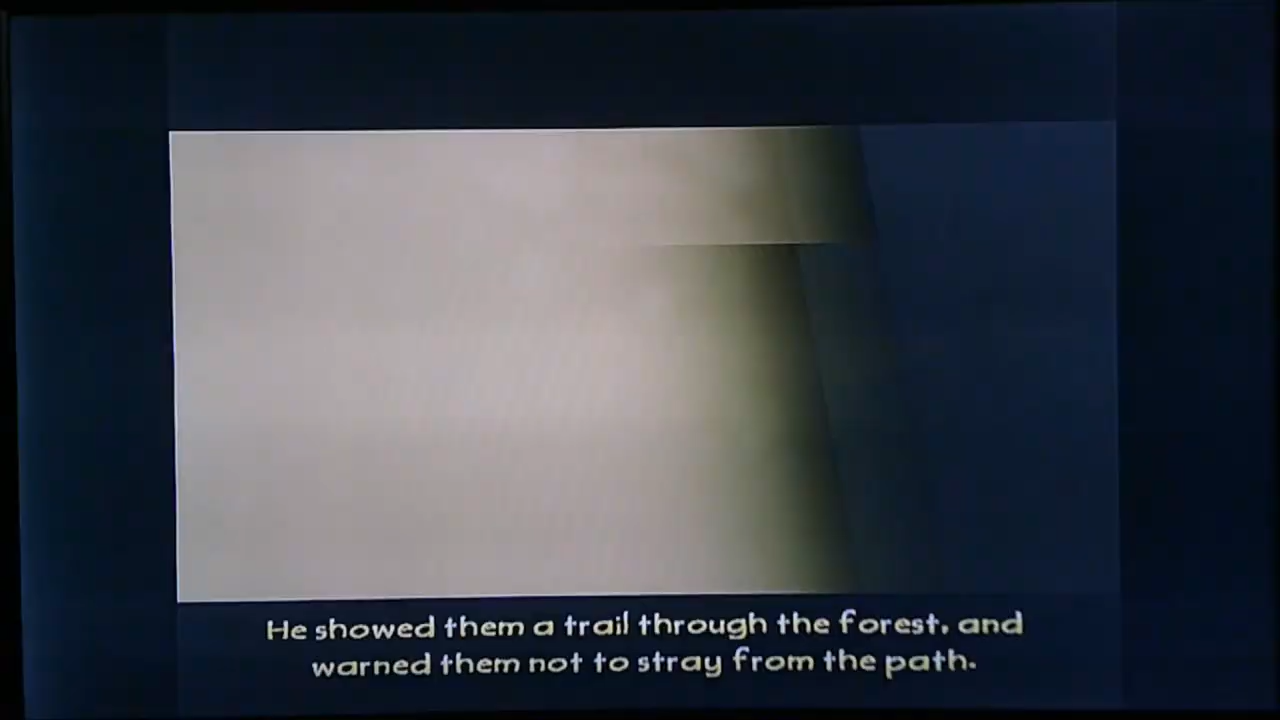 He showed them a trail through the forest, and
warned them not to stray from the path.